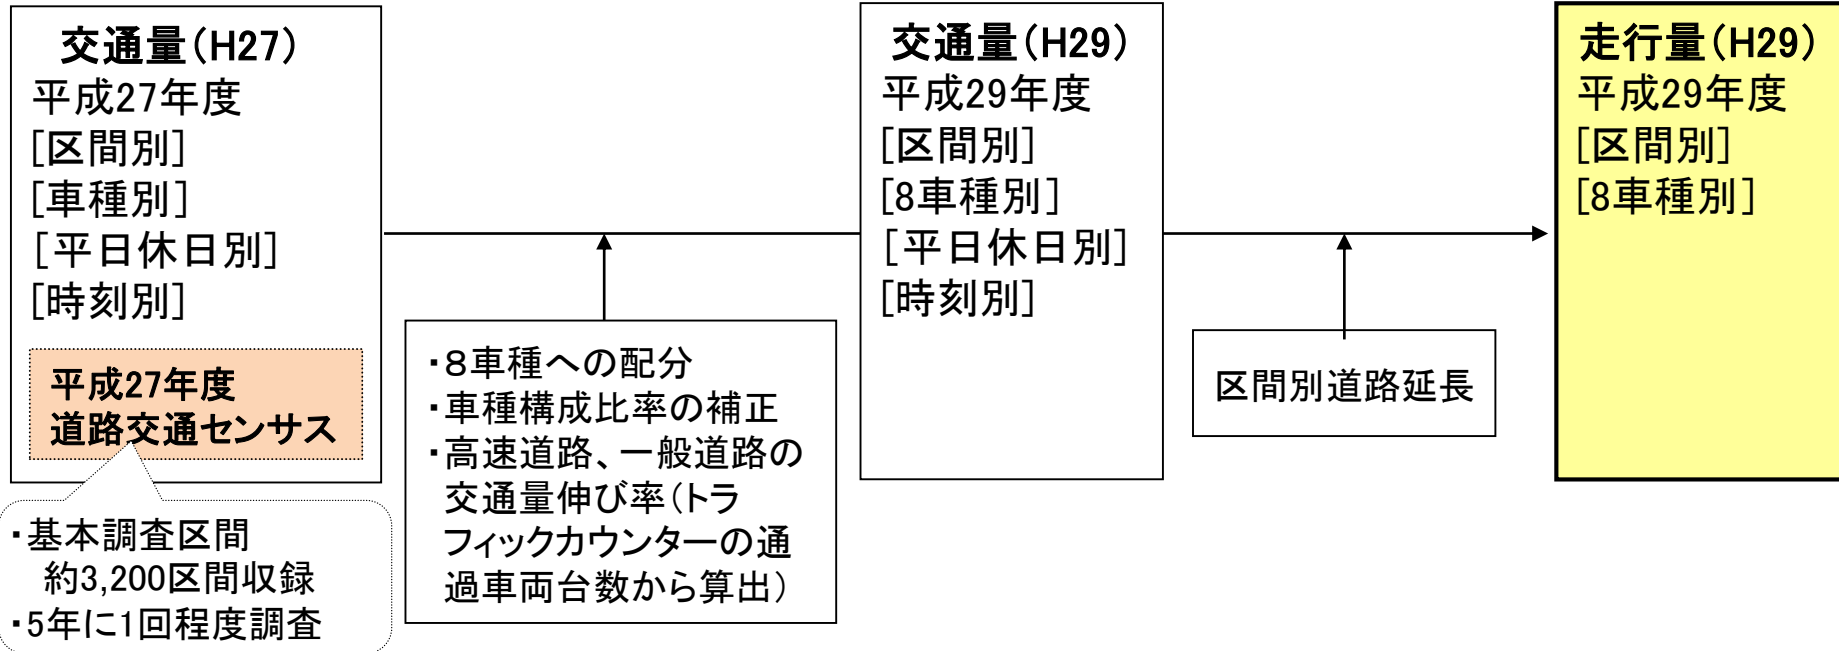 交通量(H27)
平成27年度
[区間別]
[車種別]
[平日休日別]
[時刻別]
平成27年度
道路交通センサス
・基本調査区間
約3,200区間収録
・5年に1回程度調査
・8車種への配分
・車種構成比率の補正
・高速道路、一般道路の
交通量伸び率(トラ
フィックカウンターの通
過車両台数から算出)
交通量(H29)
平成29年度
[区間別]
[8車種別]
[平日休日別]
[時刻別]
区間別道路延長
走行量(H29)
平成29年度
[区間別]
[8車種別]